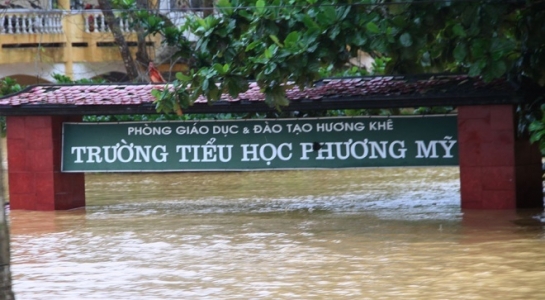 PHÒNG GIÁO DỤC & ĐÀO TẠO HƯƠNG KHÊ
TRƯỜNG TIỂU HỌC PHƯƠNG MỸ